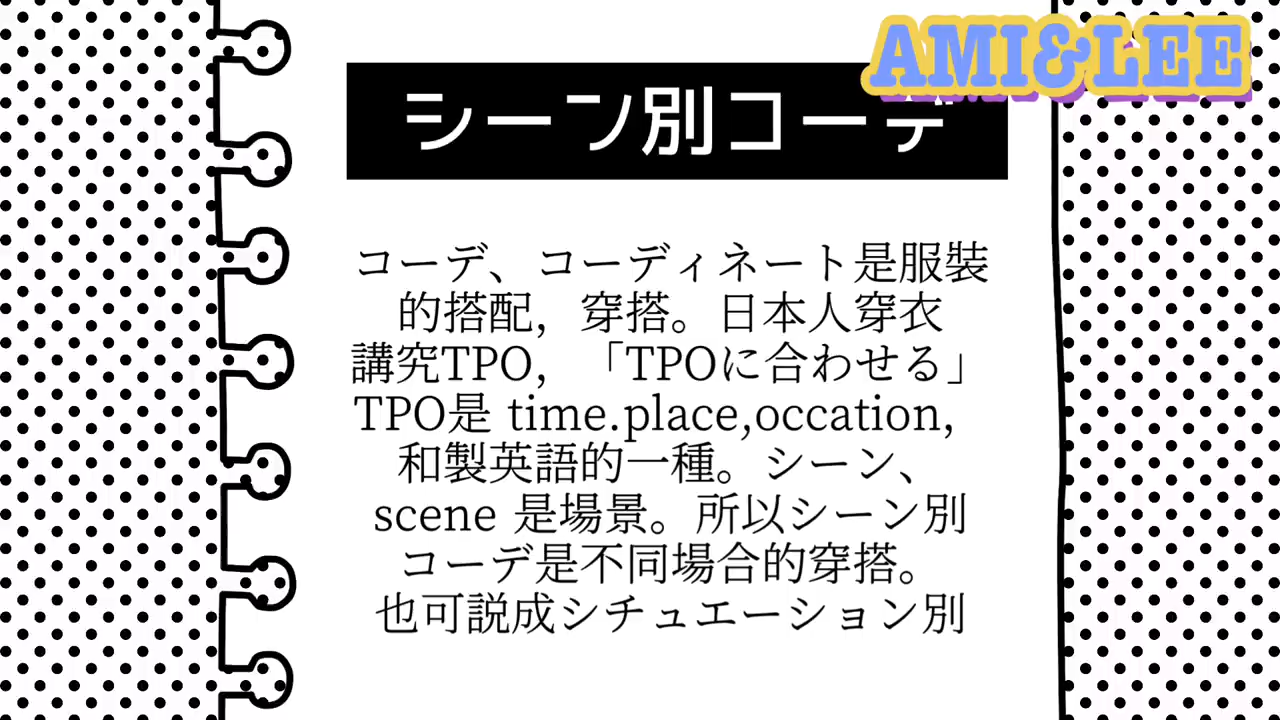 AMI&LEE
シーン別コーデ
コーデ、コーディネート是服裝
的搭配，穿搭。日本人穿衣
講究TPO，「TPOに合わせる」
TPO是 time.place,occation,
和製英語的一種。シーン、
scene 是場景。所以シーン別
コーデ是不同場合的穿搭。
也可説成シチュエーション別